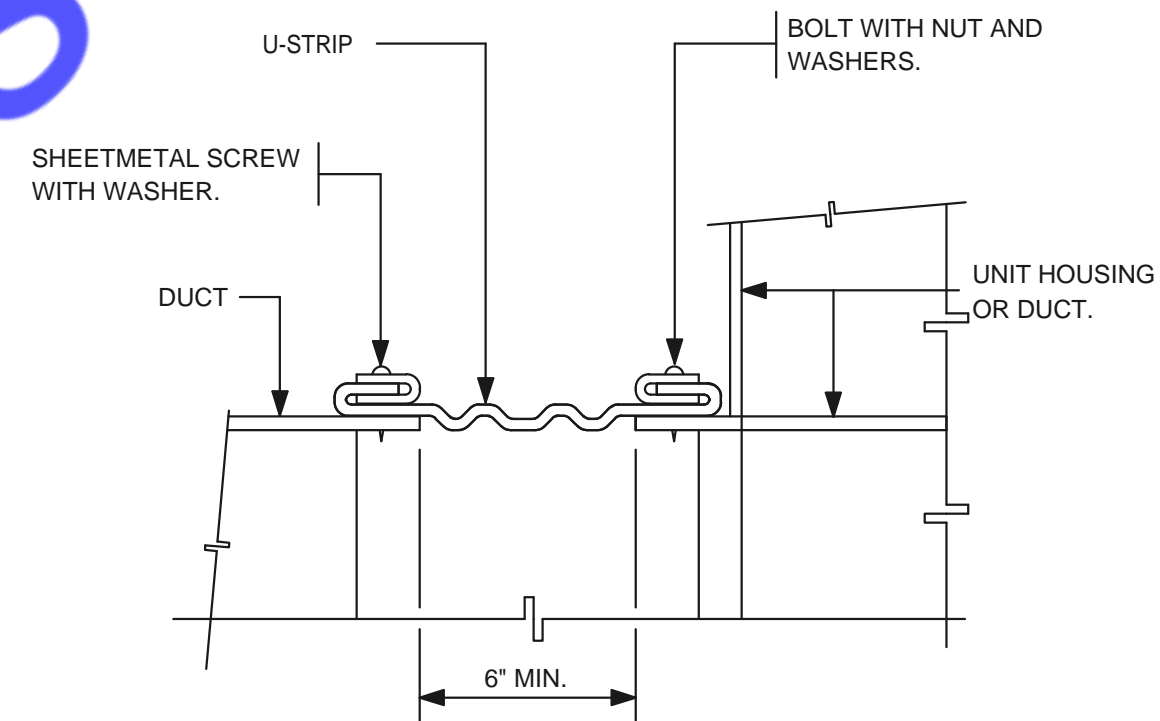 U-STRIP
BOLT WITH NUT AND
WASHERS.
SHEETMETAL SCREW
WITH WASHER.
DUCT
UNIT HOUSING
OR DUCT.
6" MIN.